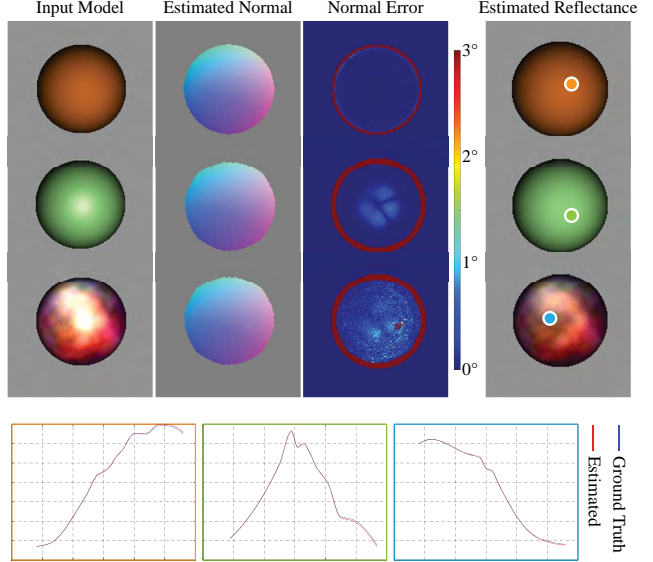 Input Model
Estimated Normal
Normal Error
Estimated Reflectance
3°
2°
1°
0°
Ground Truth
Estimated